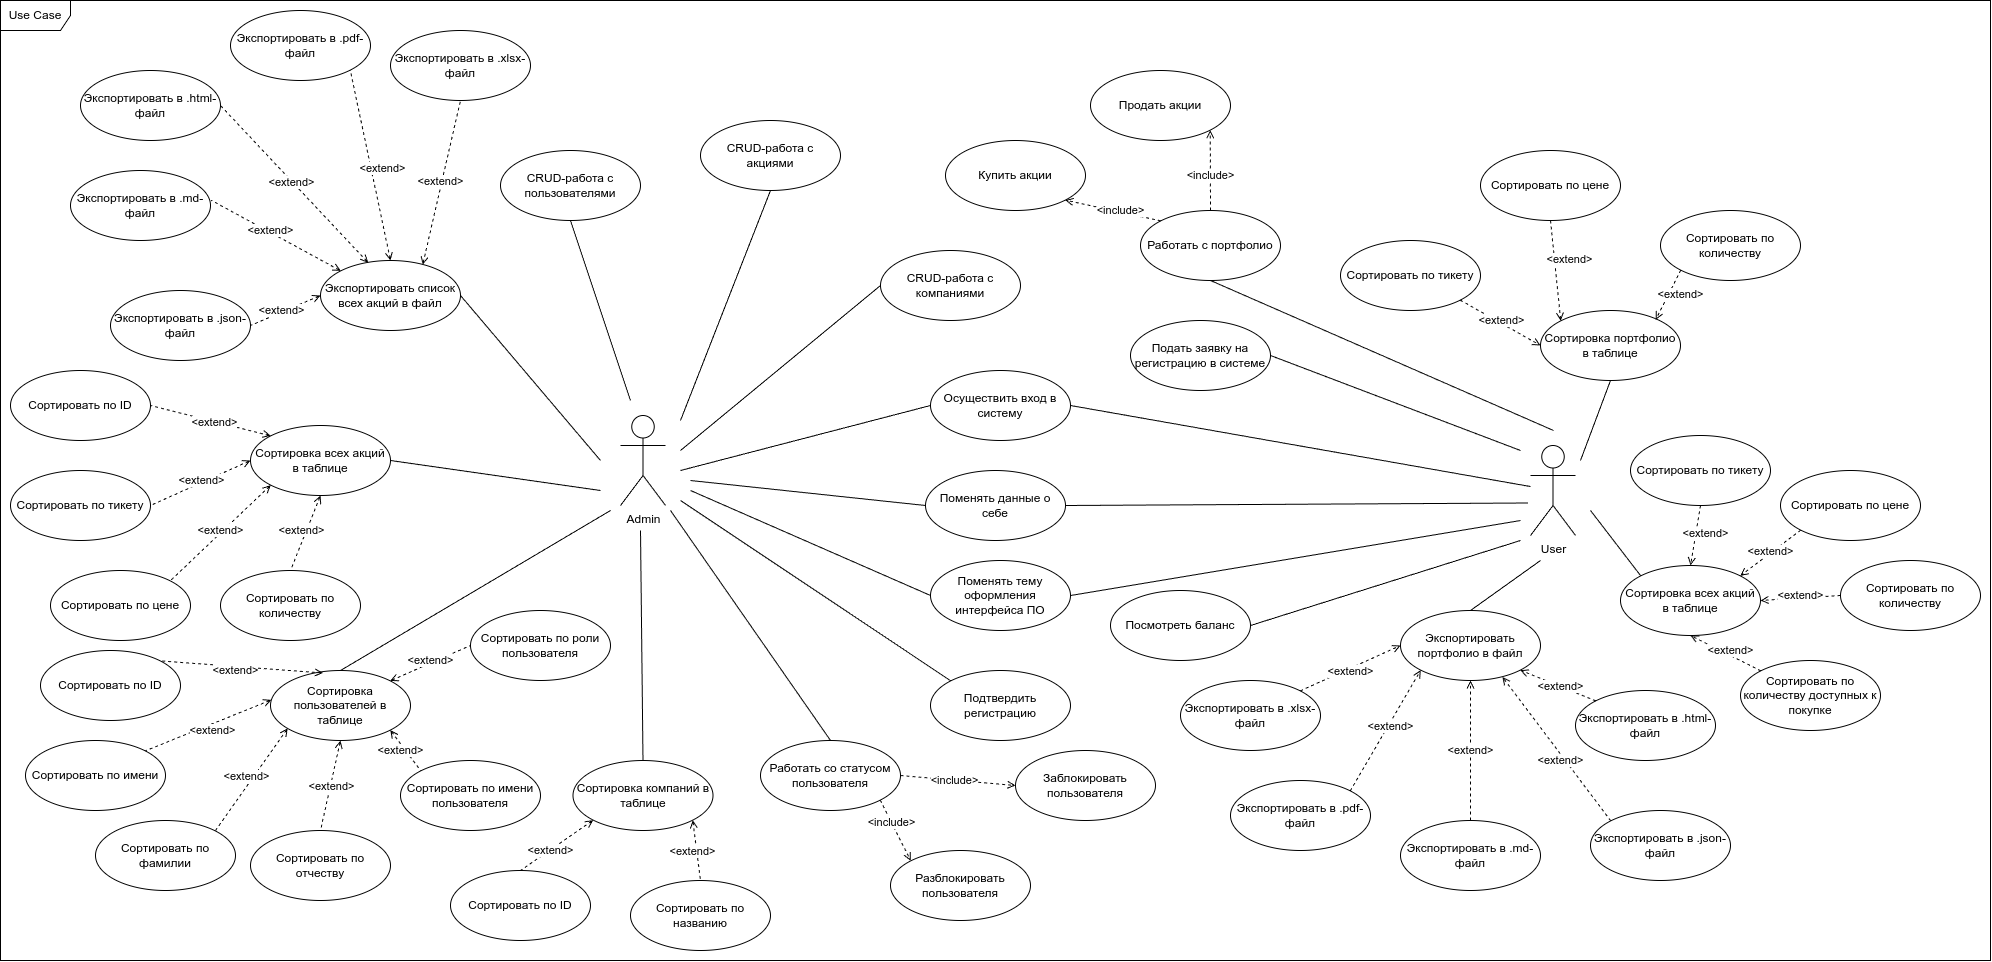 Use Case
Экспортировать в .pdf-
файл
Экспортировать в .xlsx-
файл
Экспортировать в .html-
файл
Экспортировать в .md-
файл
Экспортировать в .json-
файл
<extend>
<extend>
<extend>
<extend>
<extend>
Экспортировать список
всех акций в файл
CRUD-работа с
пользователями
CRUD-работа с
акциями
CRUD-работа с
компаниями
Продать акции
Купить акции
<include>
<include>
Работать с портфолио
Подать заявку на
регистрацию в системе
Сортировать по цене
Сортировать по
количеству
Сортировать по тикету
<extend>
<extend>
<extend>
Сортировка портфолио
в таблице
Сортировать по ID
<extend>
Сортировка всех акций
в таблице
Сортировать по тикету
<extend>
<extend>
<extend>
Сортировать по цене
Сортировать по
количеству
Admin
Осуществить вход в
систему
Поменять данные о
себе
Поменять тему
оформления
интерфейса ПО
Посмотреть баланс
User
Сортировать по тикету
Сортировать по цене
<extend>
<extend>
Сортировка всех акций
в таблице
<extend>
Сортировать по
количеству
<extend>
Сортировать по
количеству доступных к
покупке
Экспортировать
портфолио в файл
<extend>
<extend>
<extend>
<extend>
<extend>
Экспортировать в .xlsx-
файл
Экспортировать в .html-
файл
Экспортировать в .pdf-
файл
Экспортировать в .md-
файл
Экспортировать в .json-
файл
Сортировать по роли
пользователя
<extend>
Сортировать по ID
<extend>
Сортировка
пользователей в
таблице
<extend>
<extend>
<extend>
<extend>
Сортировать по имени
Сортировать по
фамилии
Сортировать по
отчеству
Сортировать по имени
пользователя
Сортировка компаний в
таблице
<extend>
<extend>
Сортировать по ID
Сортировать по
названию
Подтвердить
регистрацию
Работать со статусом
пользователя
<include>
Заблокировать
пользователя
<include>
Разблокировать
пользователя